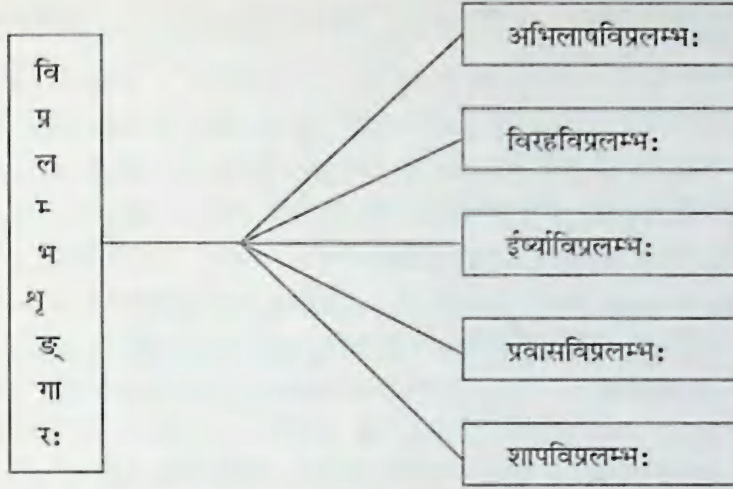 वि
प्र
ल
म्
भ
शृ
ङ्
गा
र:
अभिलाषविप्रलम्भ:
विरहविप्रलम्भ:
ईर्ष्याविप्रलम्भ:
प्रवासविप्रलम्भ:
शापविप्रलम्भ: